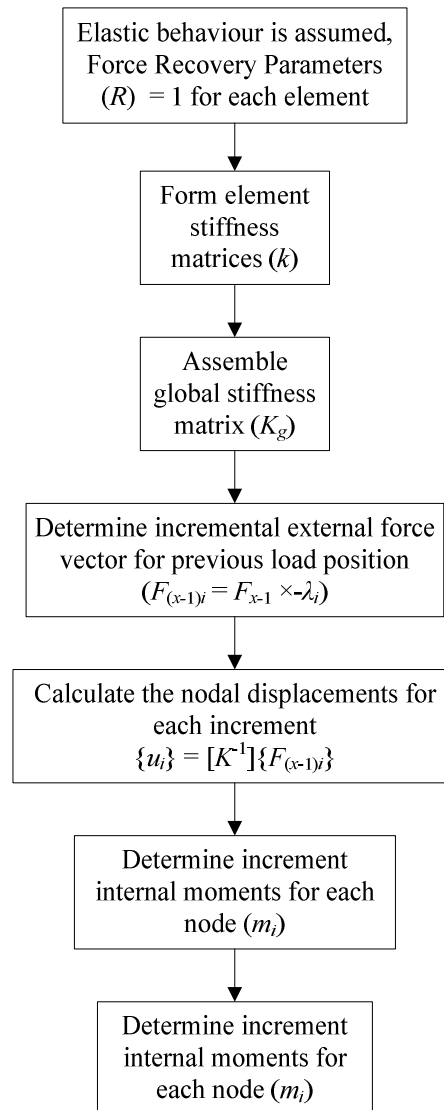 Elastic behaviour is assumed,
Force Recovery Parameters
(R) = 1 for each element
Form element
stiffness
matrices (k)
Assemble
global stiffness
matrix (Kg)
Determine incremental external force
vector for previous load position
(F(x-1)i = Fx-1 ×-λi)
Calculate the nodal displacements for
each increment
{ui} = [K-1]{F(x-1)i}
Determine increment
internal moments for each
node (mi)
Determine increment
internal moments for
each node (mi)